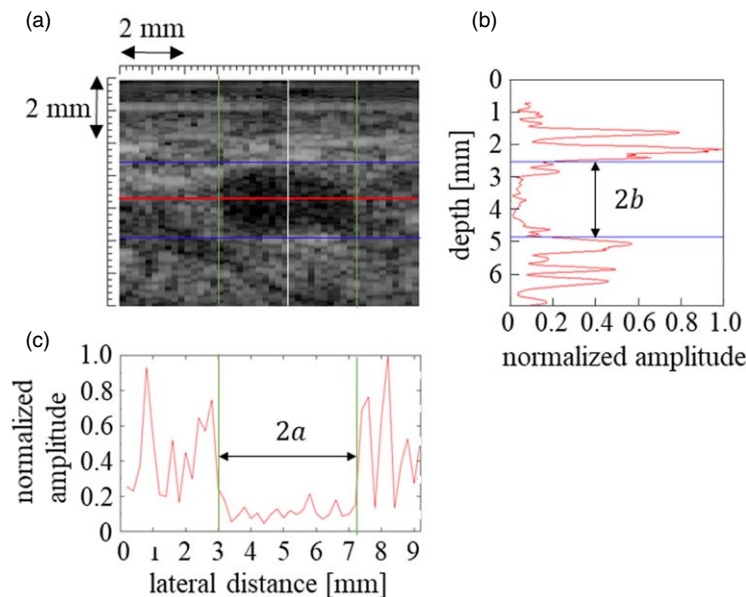 (a)
2 mm
2 mm
(b)
0
1
2
3
4
5
6
depth [mm]
2b
0 0.2 0.4 0.6 0.8 1.0
normalized amplitude
(c)
1.0
0.8
0.6
0.4
0.2
0
normalized
amplitude
2a
0 1 2 3 4 5 6 7 8 9
lateral distance [mm]